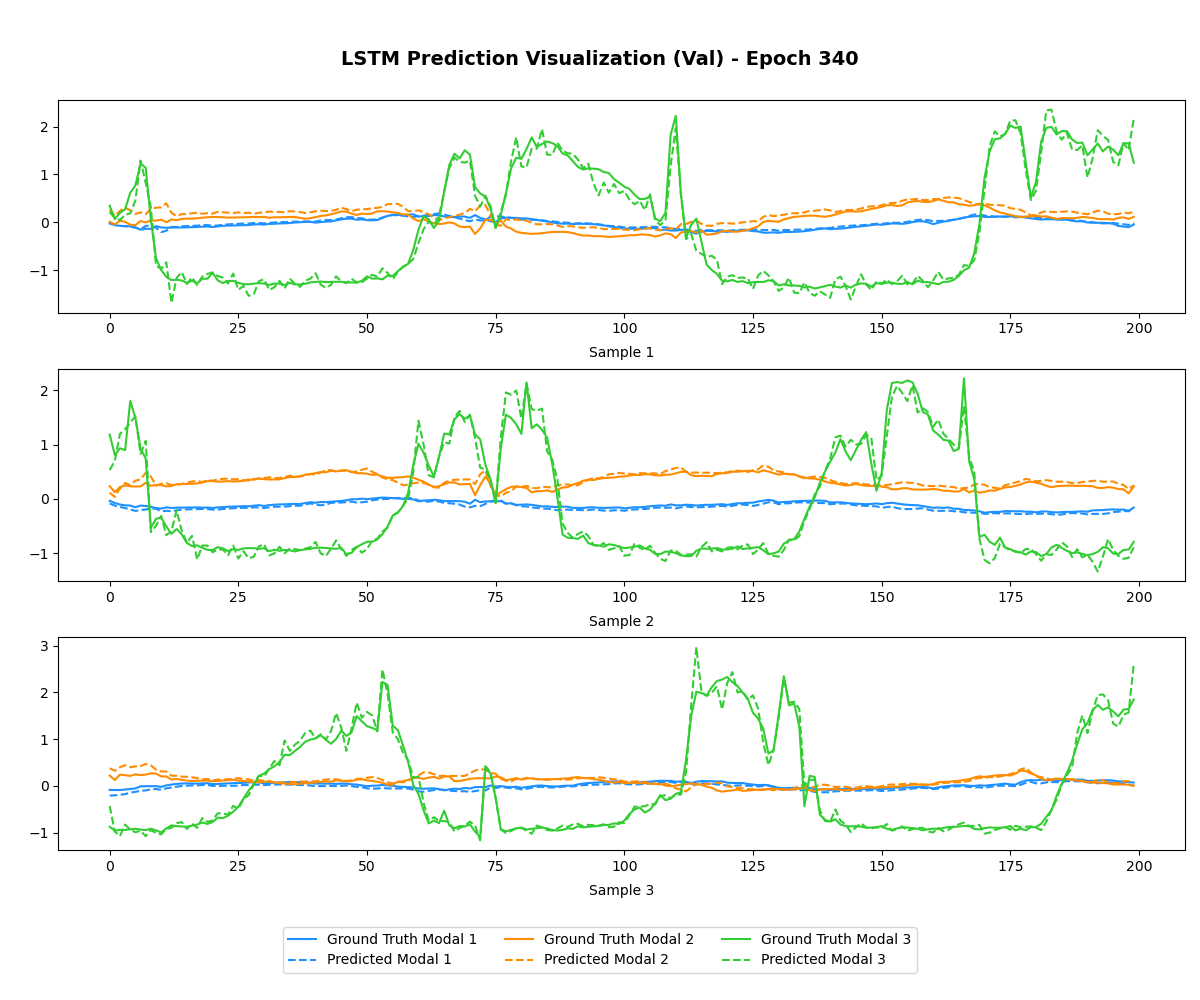 LSTM Prediction Visualization (Val) - Epoch 340
2
1
0
−1
0 25 50 75 100 125 150 175 200
Sample 1
2
1
0
−1
0 25 50 75 100 125 150 175 200
Sample 2
3
2
1
0
−1
0 25 50 75 100 125 150 175 200
Sample 3
Ground Truth Modal 1 Ground Truth Modal 2 Ground Truth Modal 3
Predicted Modal 1 Predicted Modal 2 Predicted Modal 3